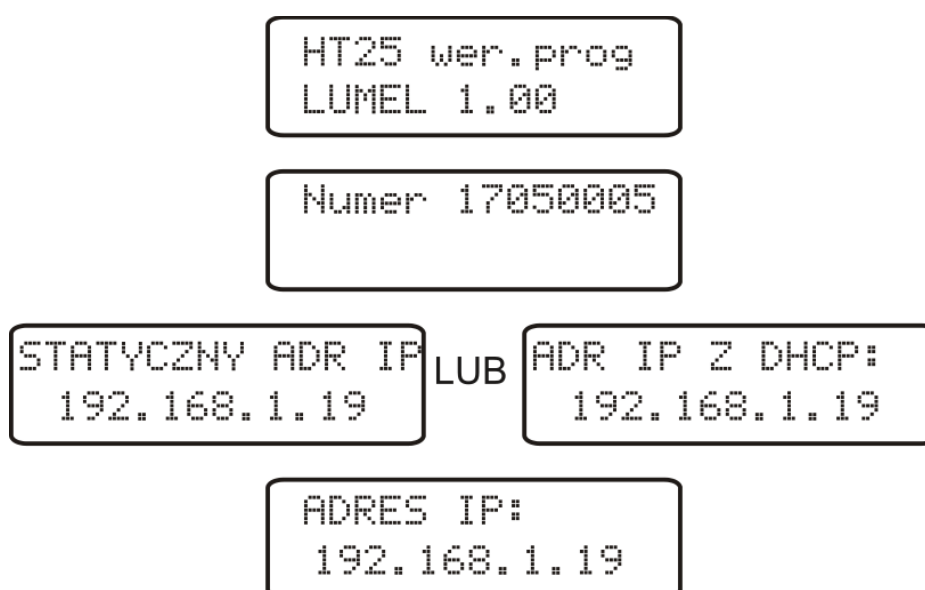 HT25 wer.prog
LUMEL 1.00
Numer 17050005
STATYCZNY ADR IP
192.168.1.19
LUB
ADR IP Z DHCP:
192.168.1.19
ADRES IP:
192.168.1.19